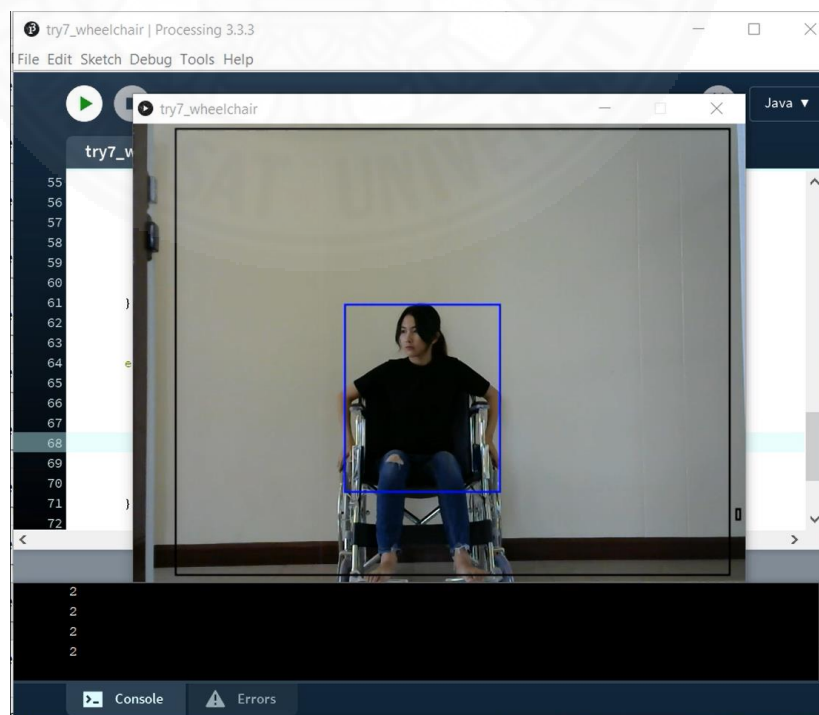 try7_wheelchair | Processing 3.3.3
File Edit Sketch Debug Tools Help
try7_wheelchair
Java ▼
try7_w
55
56
57
58
59
60
61 }
62
63
64 e
65
66
67
68
69
70
71 }
72
2
2
2
2
>_ Console
Errors